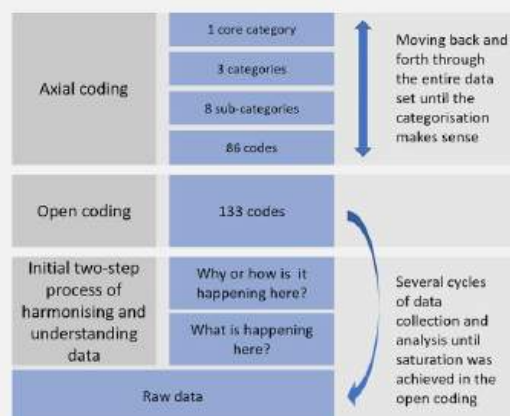 Axial coding
1 core category
3 categories
8 sub-categories
86 codes
Moving back and
forth through
the entire data
set until the
categorisation
makes sense
Open coding
133 codes
Initial two-step
process of
harmonising and
understanding
data
Why or how is it
happening here?
What is happening
here?
Several cycles
of data
collection and
analysis until
saturation was
achieved in the
open coding
Raw data